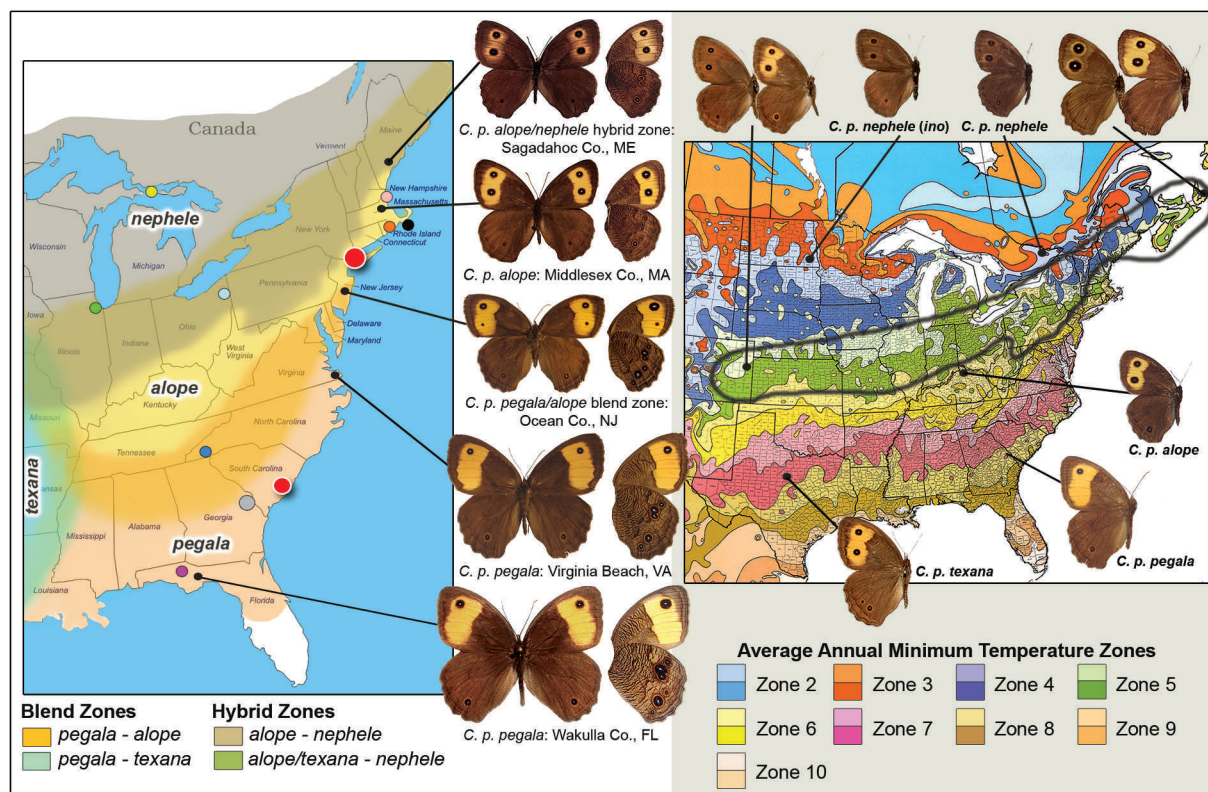 Canada
Maine
Vermont
New Hampshire
Massachusetts
nephele
New York
Rhode Island
Connecticut
Wisconsin
Michigan
Pennsylvania
New Jersey
Iowa
Ohio
Indiana
Illinois
Delaware
Maryland
West
Virginia
Virginia
alope
Kentucky
Missouri
North Carolina
Tennessee
South Carolina
texana
Georgia
Alabama
Mississippi
pegala
Louisiana
Florida
Blend Zones
pegala - alope
pegala - texana
Hybrid Zones
alope - nephele
alope/texana - nephele
C. p. alope/nephele hybrid zone:
Sagadahoc Co., ME
C. p. alope: Middlesex Co., MA
C. p. pegala/alope blend zone:
Ocean Co., NJ
C. p. pegala: Virginia Beach, VA
C. p. pegala: Wakulla Co., FL
C. p. nephele (ino)
C. p. nephele
C. p. alope
C. p. pegala
C. p. texana
Average Annual Minimum Temperature Zones
Zone 2
Zone 3
Zone 4
Zone 5
Zone 6
Zone 7
Zone 8
Zone 9
Zone 10